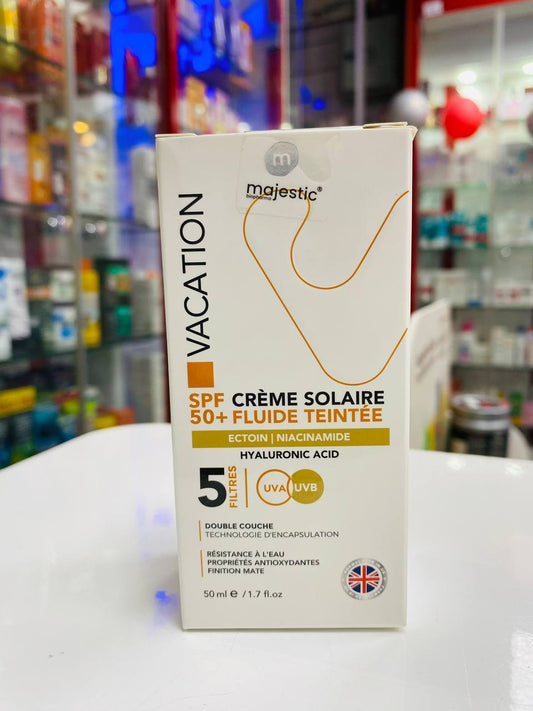 m
majestic®
biopharma
VACATION
SPF 50+
CRÈME SOLAIRE
FLUIDE TEINTÉE
ECTOIN | NIACINAMIDE
HYALURONIC ACID
5 FILTRES
UVA UVB
DOUBLE COUCHE
TECHNOLOGIE D'ENCAPSULATION
RÉSISTANCE À L'EAU
PROPRIÉTÉS ANTIOXYDANTES
FINITION MATE
50 ml ℮ / 1.7 fl.oz